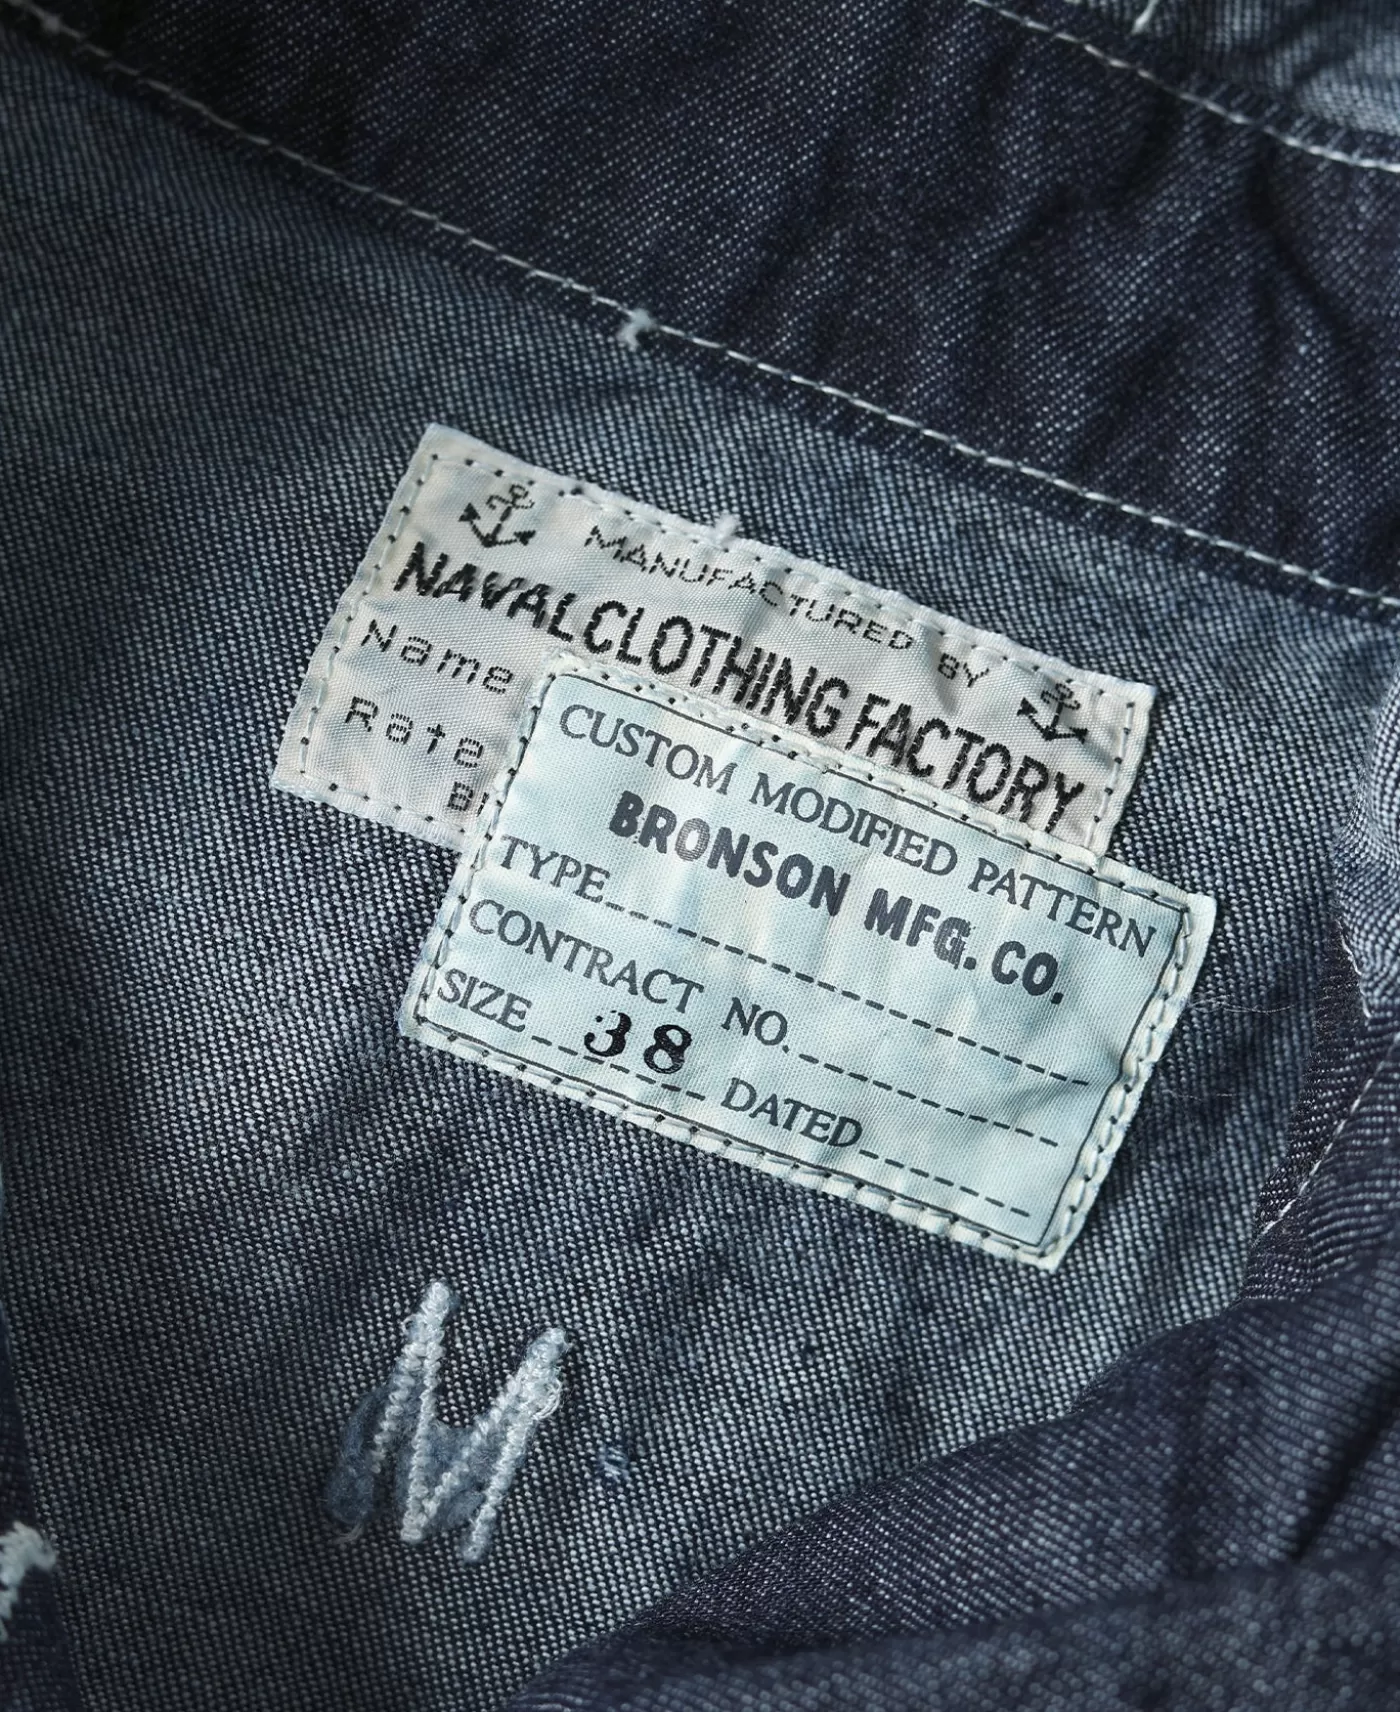 MANUFACTURED BY
NAVAL CLOTHING FACTORY
Name
Rate
CUSTOM MODIFIED PATTERN
BRONSON MFG. CO.
TYPE
CONTRACT NO.
SIZE 38 DATED
N